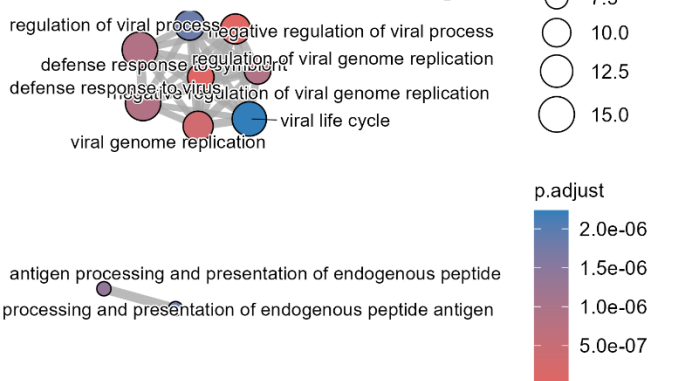 regulation of viral process
negative regulation of viral process
regulation of viral genome replication
defense response to symbiont
defense response to virus
negative regulation of viral genome replication
viral life cycle
viral genome replication
antigen processing and presentation of endogenous peptide
processing and presentation of endogenous peptide antigen
7.5
10.0
12.5
15.0
p.adjust
2.0e-06
1.5e-06
1.0e-06
5.0e-07